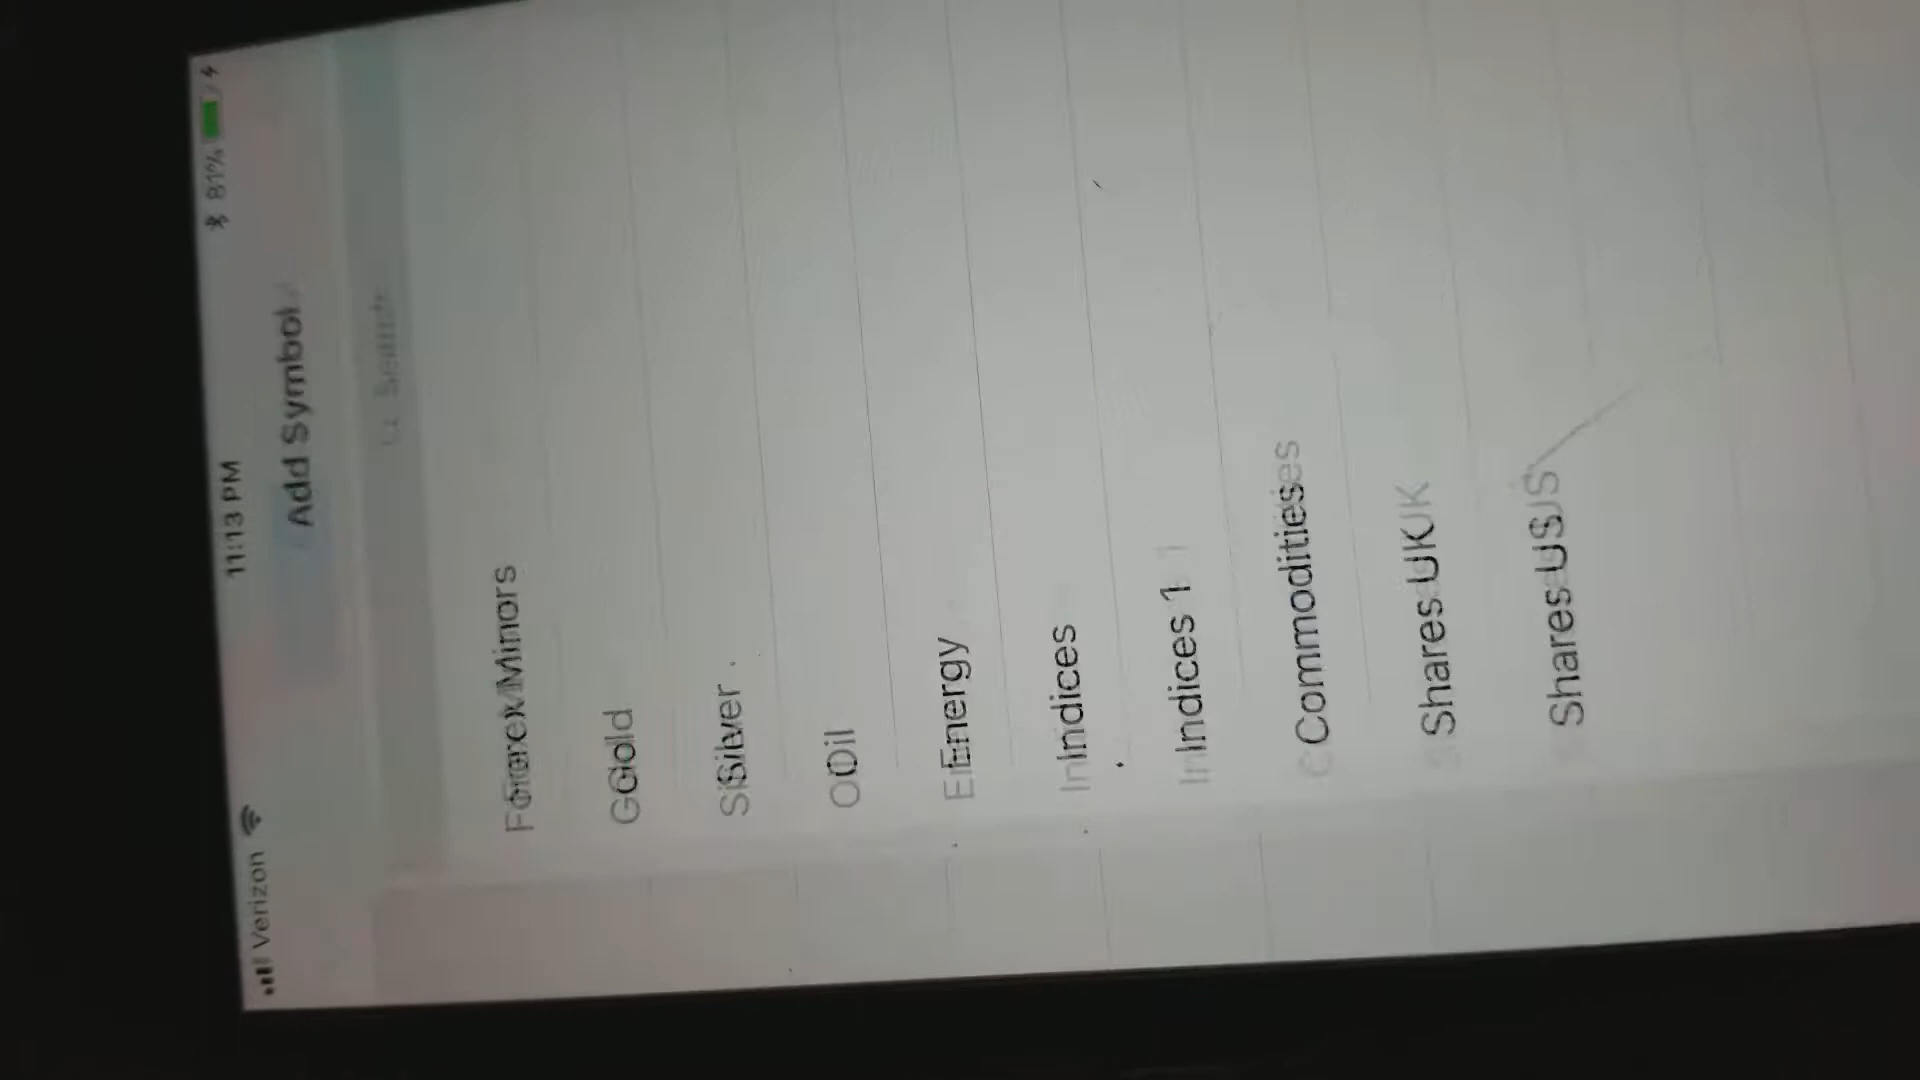 Verizon 11:13 PM 81%
Add Symbol
Search
Forex Minors
Gold
Silver
Oil
Energy
Indices
Indices 1
Commodities
Shares UK
Shares US